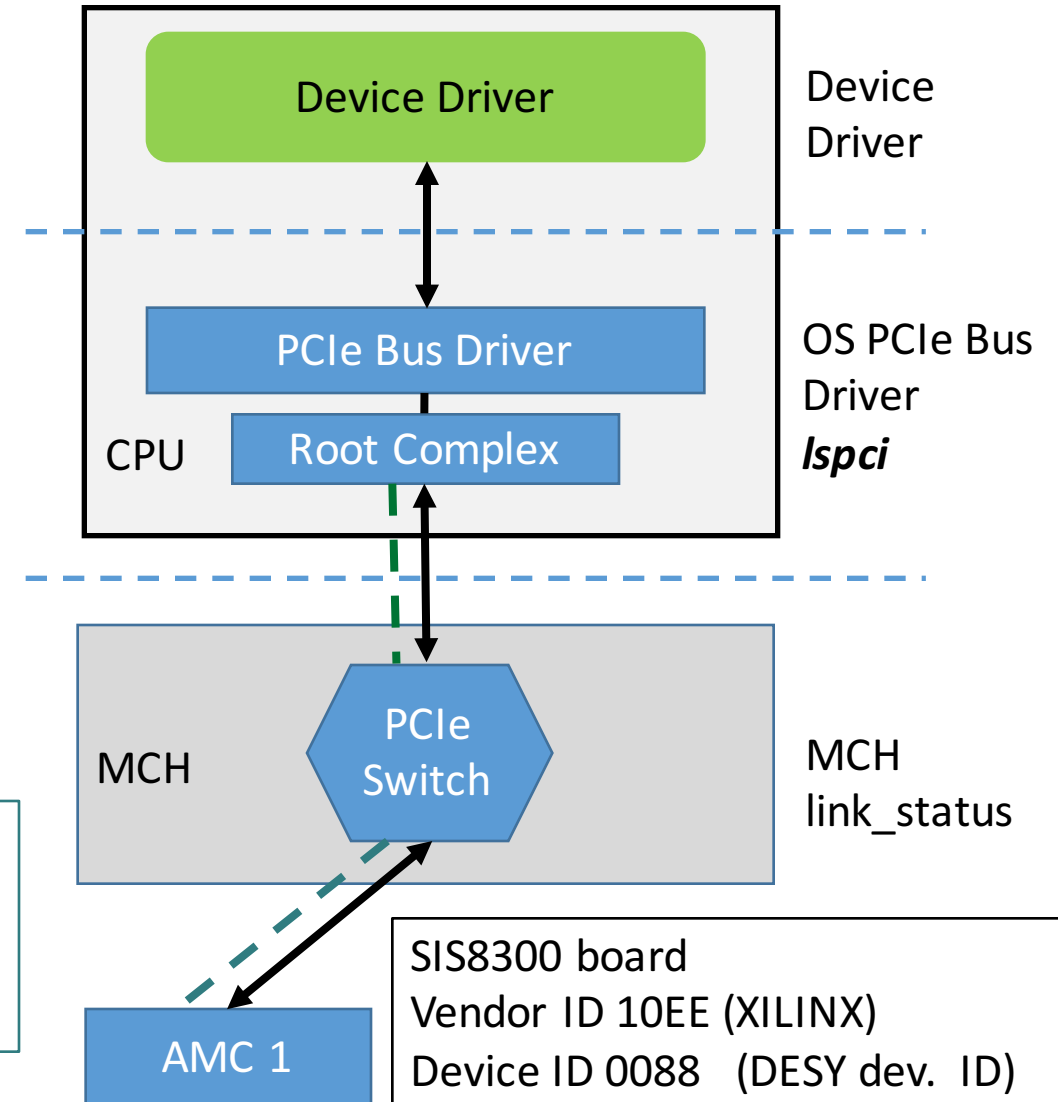 Device Driver
Device
Driver
PCIe Bus Driver
OS PCIe Bus
Driver
lspci
CPU
Root Complex
PCIe
Switch
MCH
MCH
link_status
SIS8300 board
Vendor ID 10EE (XILINX)
Device ID 0088 (DESY dev. ID)
AMC 1